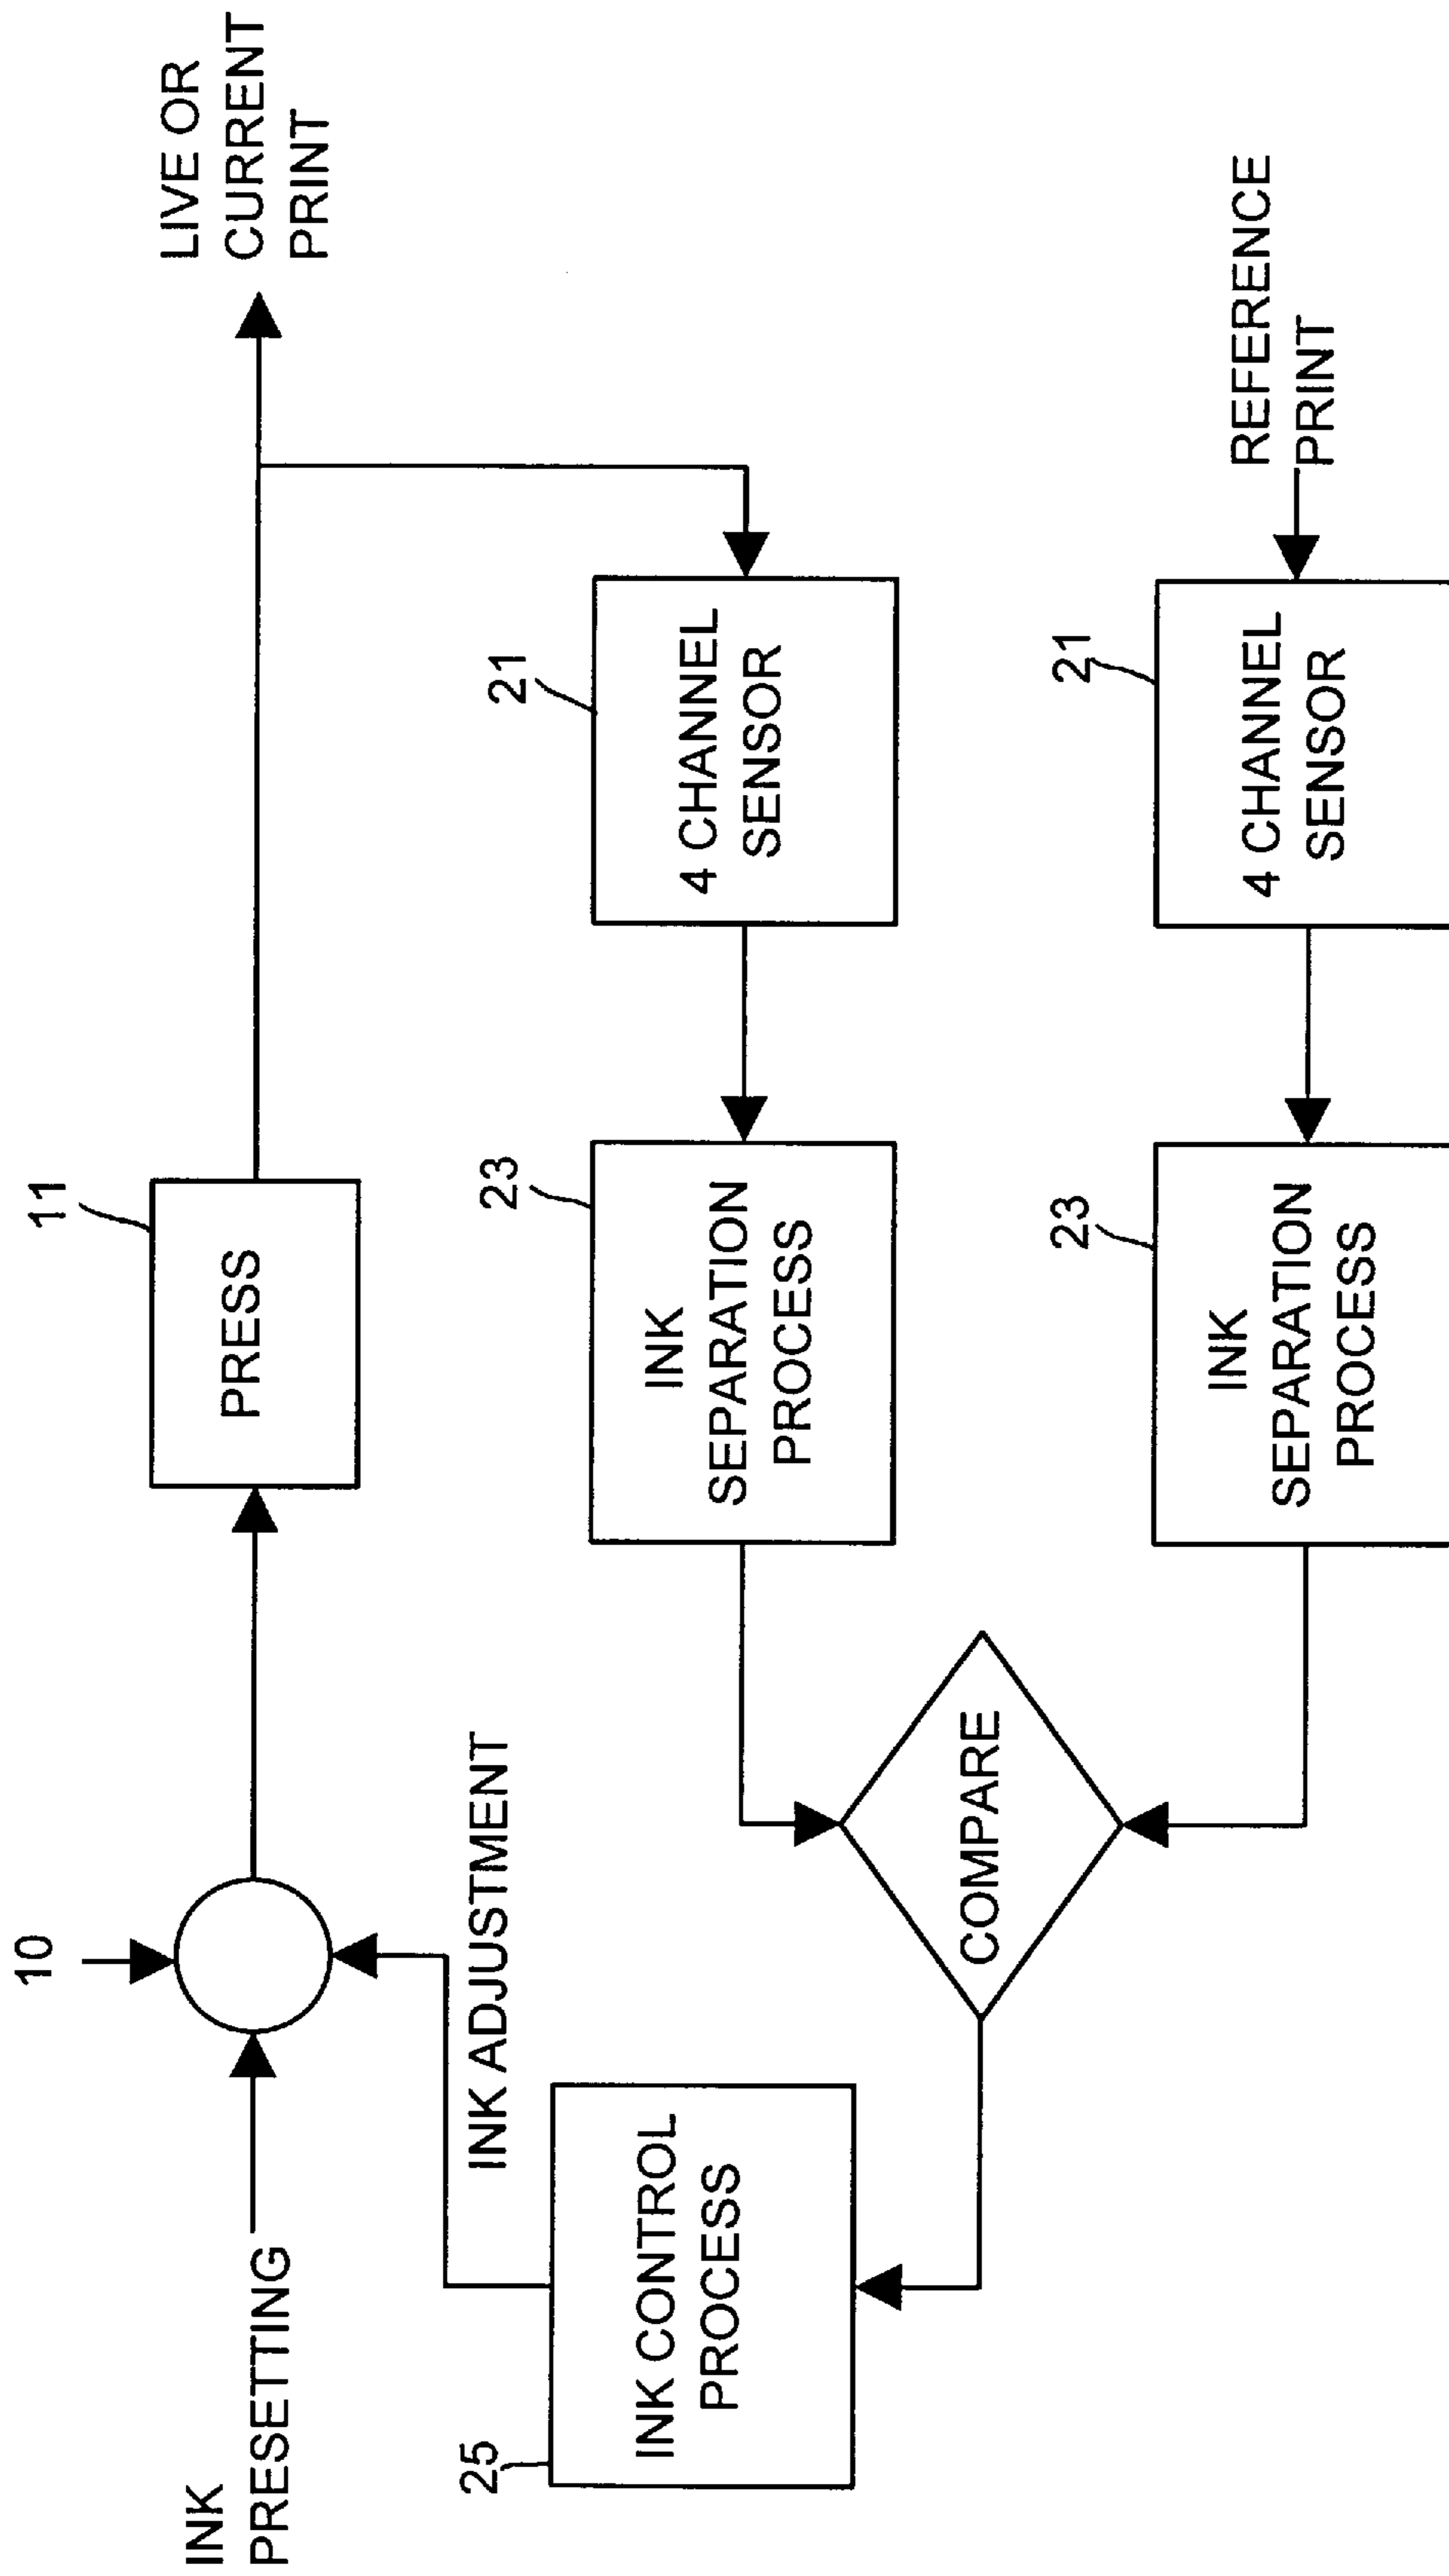 10
INK
PRESETTING
11
PRESS
LIVE OR
CURRENT
PRINT
INK ADJUSTMENT
25
INK CONTROL
PROCESS
COMPARE
23
INK
SEPARATION
PROCESS
21
4 CHANNEL
SENSOR
23
INK
SEPARATION
PROCESS
21
4 CHANNEL
SENSOR
REFERENCE
PRINT